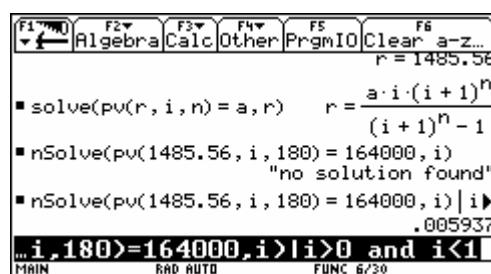 F1 F2 F3 F4 F5 F6
Algebra Calc Other PrgmIO Clear a-z…
r = 1485.56
▪ solve(pv(r, i, n) = a, r) r = a·i·(i + 1)^n / ((i + 1)^n - 1)
▪ nSolve(pv(1485.56, i, 180) = 164000, i)
"no solution found"
▪ nSolve(pv(1485.56, i, 180) = 164000, i) | i▶
.005937
…i,180)=164000,i)|i>0 and i<1
MAIN RAD AUTO FUNC 6/30